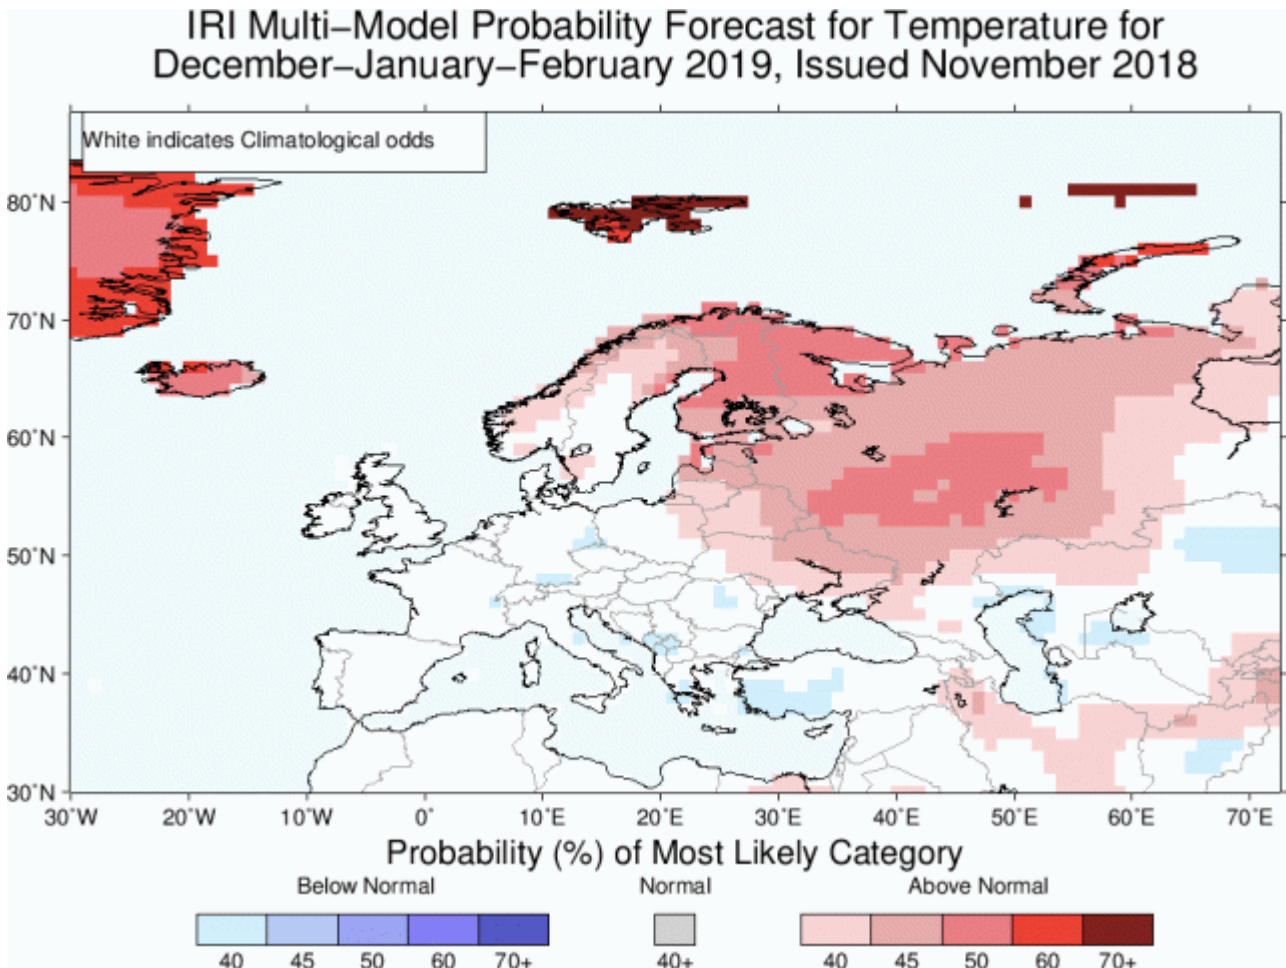 IRI Multi-Model Probability Forecast for Temperature for
December-January-February 2019, Issued November 2018
White indicates Climatological odds
80°N
70°N
60°N
50°N
40°N
30°N
30°W 20°W 10°W 0° 10°E 20°E 30°E 40°E 50°E 60°E 70°E
Probability (%) of Most Likely Category
Below Normal Normal Above Normal
40 45 50 60 70+ 40+ 40 45 50 60 70+